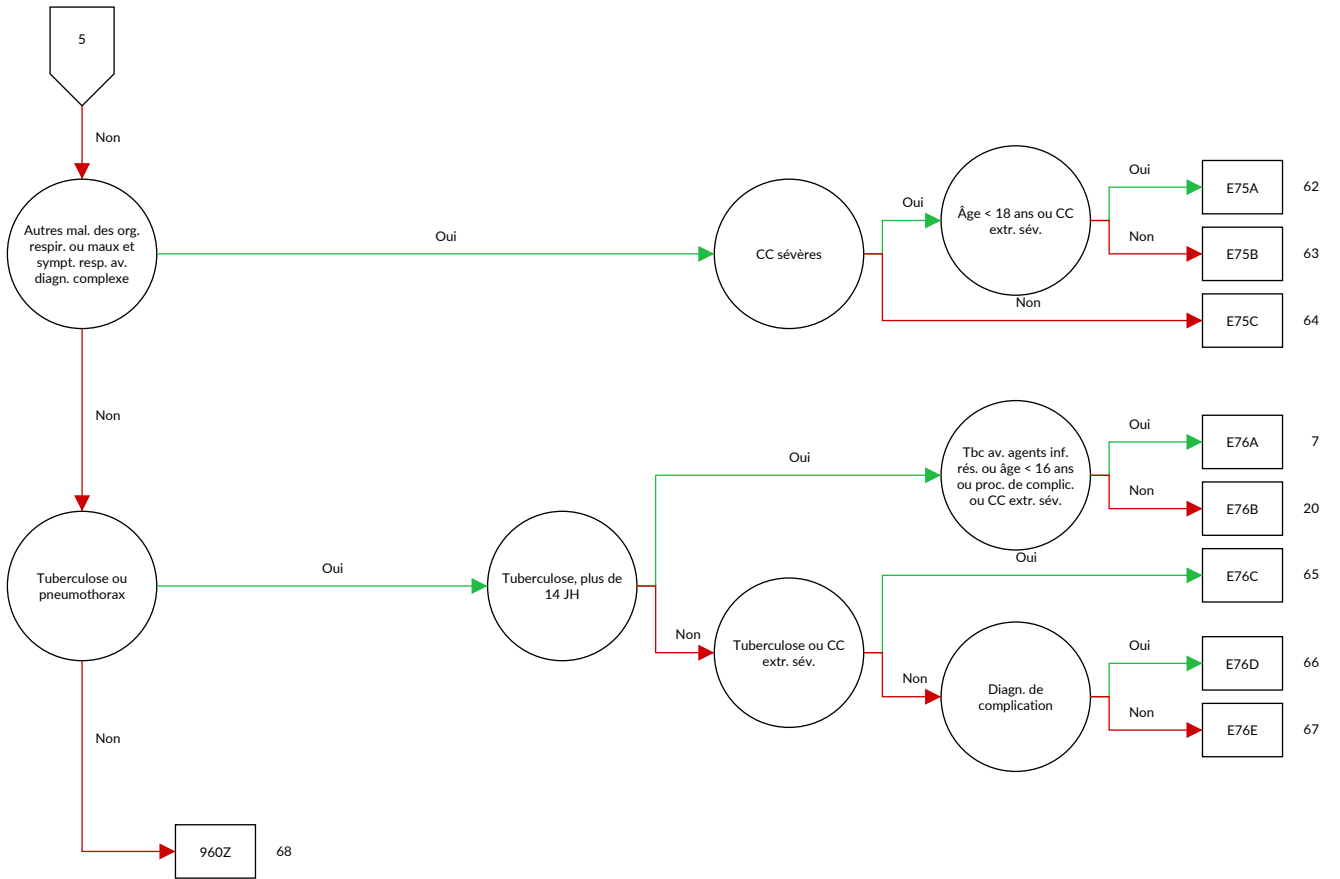 5
Non
Autres mal. des org.
respir. ou maux et
sympt. resp. av.
diagn. complexe
Oui
CC sévères
Oui
Âge < 18 ans ou CC
extr. sév.
Oui
E75A
62
Non
E75B
63
Non
E75C
64
Non
Tuberculose ou
pneumothorax
Oui
Tuberculose, plus de
14 JH
Oui
Tbc av. agents inf.
rés. ou âge < 16 ans
ou proc. de complic.
ou CC extr. sév.
Oui
E76A
7
Non
E76B
20
Non
Tuberculose ou CC
extr. sév.
Oui
E76C
65
Non
Diagn. de
complication
Oui
E76D
66
Non
E76E
67
Non
960Z
68